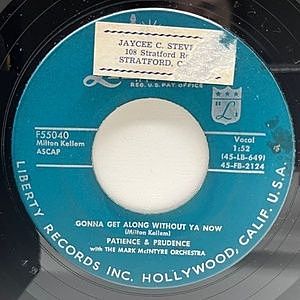 JAYCEE C.
108 Stratford
STRATFORD,
REG. U.S. PAT. OFF.
"L"
F55040
Milton Kellem
ASCAP
Vocal
1:52
(45-LB-649)
45-FB-2124
GONNA GET ALONG WITHOUT YA NOW
(Milton Kellem)
PATIENCE & PRUDENCE
with THE MARK McINTYRE ORCHESTRA
LIBERTY RECORDS INC. HOLLYWOOD, CALIF. U.S.A.